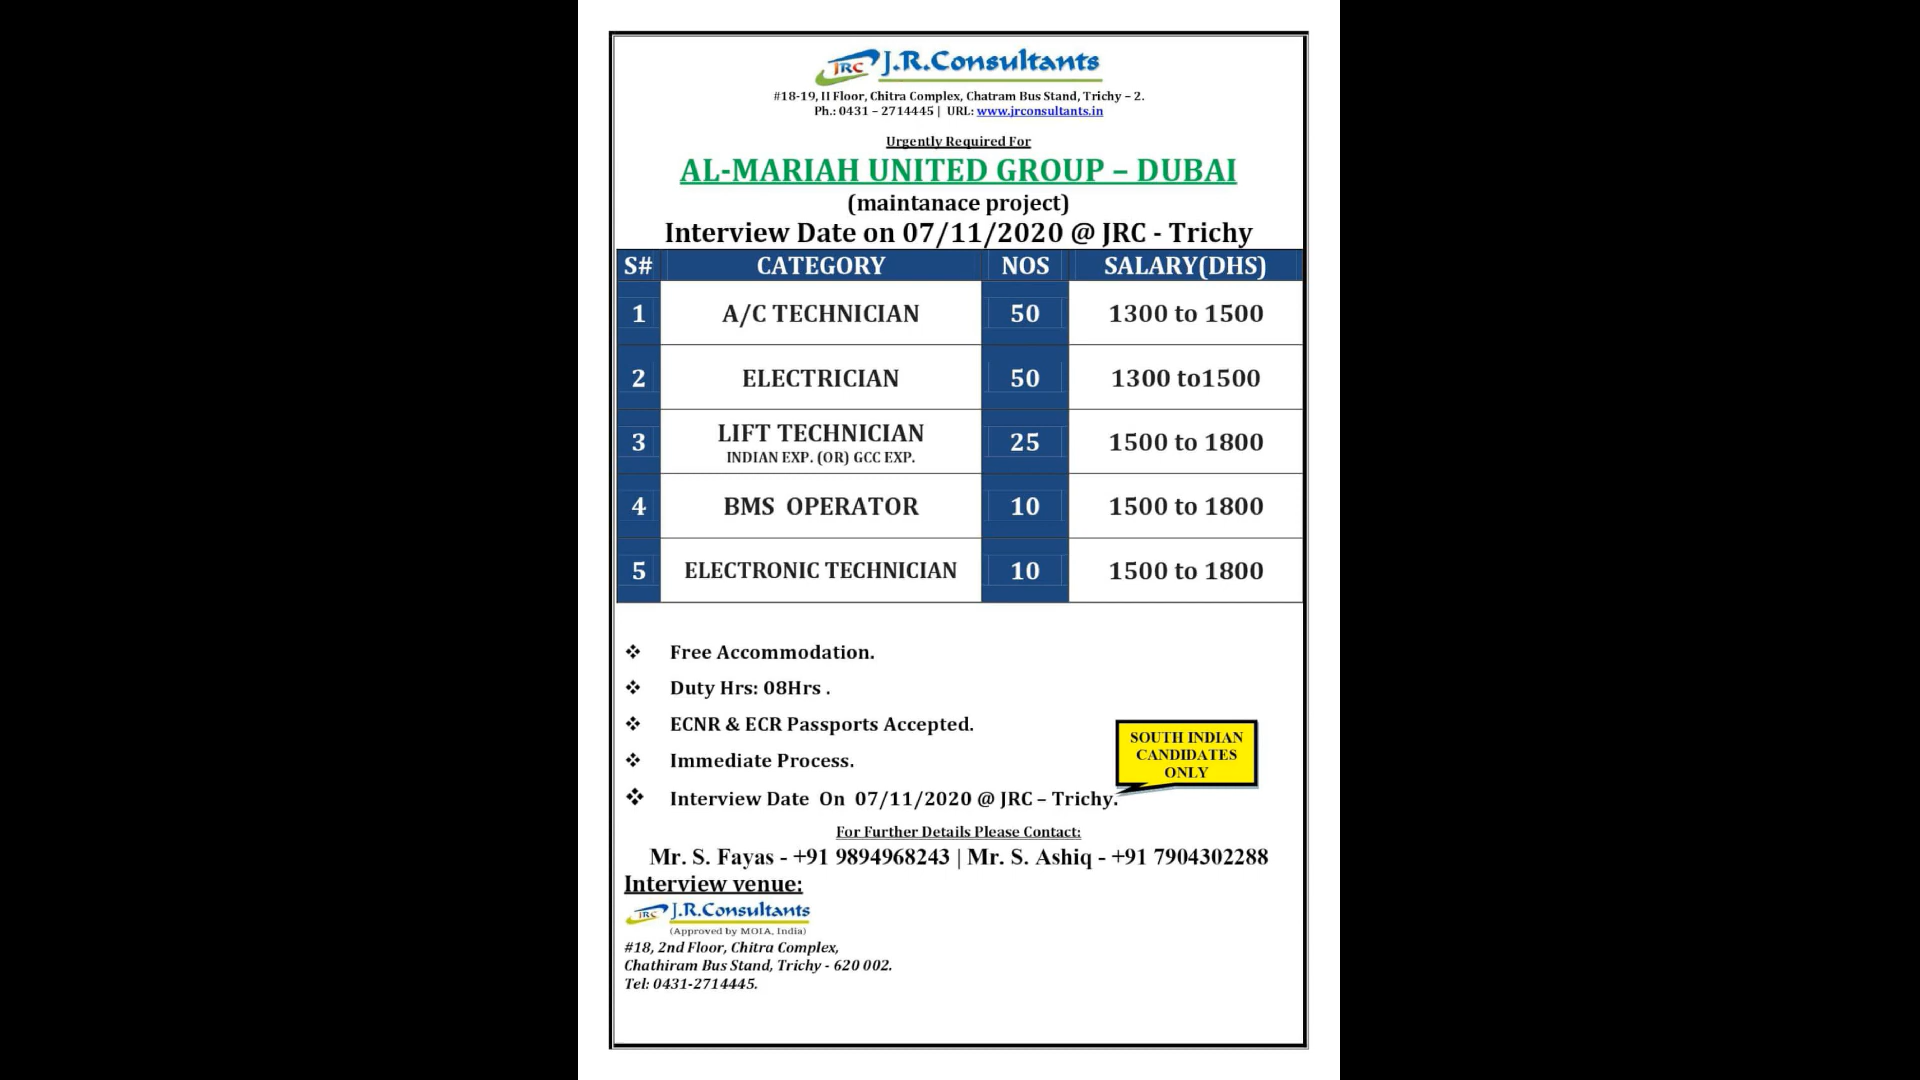 JRC J.R.Consultants
#18-19, II Floor, Chitra Complex, Chatram Bus Stand, Trichy – 2.
Ph.: 0431 – 2714445 | URL: www.jrconsultants.in
Urgently Required For
AL-MARIAH UNITED GROUP – DUBAI
(maintanace project)
Interview Date on 07/11/2020 @ JRC - Trichy
S# CATEGORY NOS SALARY(DHS)
1 A/C TECHNICIAN 50 1300 to 1500
2 ELECTRICIAN 50 1300 to1500
3 LIFT TECHNICIAN 25 1500 to 1800
INDIAN EXP. (OR) GCC EXP.
4 BMS OPERATOR 10 1500 to 1800
5 ELECTRONIC TECHNICIAN 10 1500 to 1800
❖ Free Accommodation.
❖ Duty Hrs: 08Hrs .
❖ ECNR & ECR Passports Accepted.
❖ Immediate Process.
SOUTH INDIAN
CANDIDATES
ONLY
❖ Interview Date On 07/11/2020 @ JRC – Trichy.
For Further Details Please Contact:
Mr. S. Fayas - +91 9894968243 | Mr. S. Ashiq - +91 7904302288
Interview venue:
JRC J.R.Consultants
(Approved by MOIA, India)
#18, 2nd Floor, Chitra Complex,
Chathiram Bus Stand, Trichy - 620 002.
Tel: 0431-2714445.